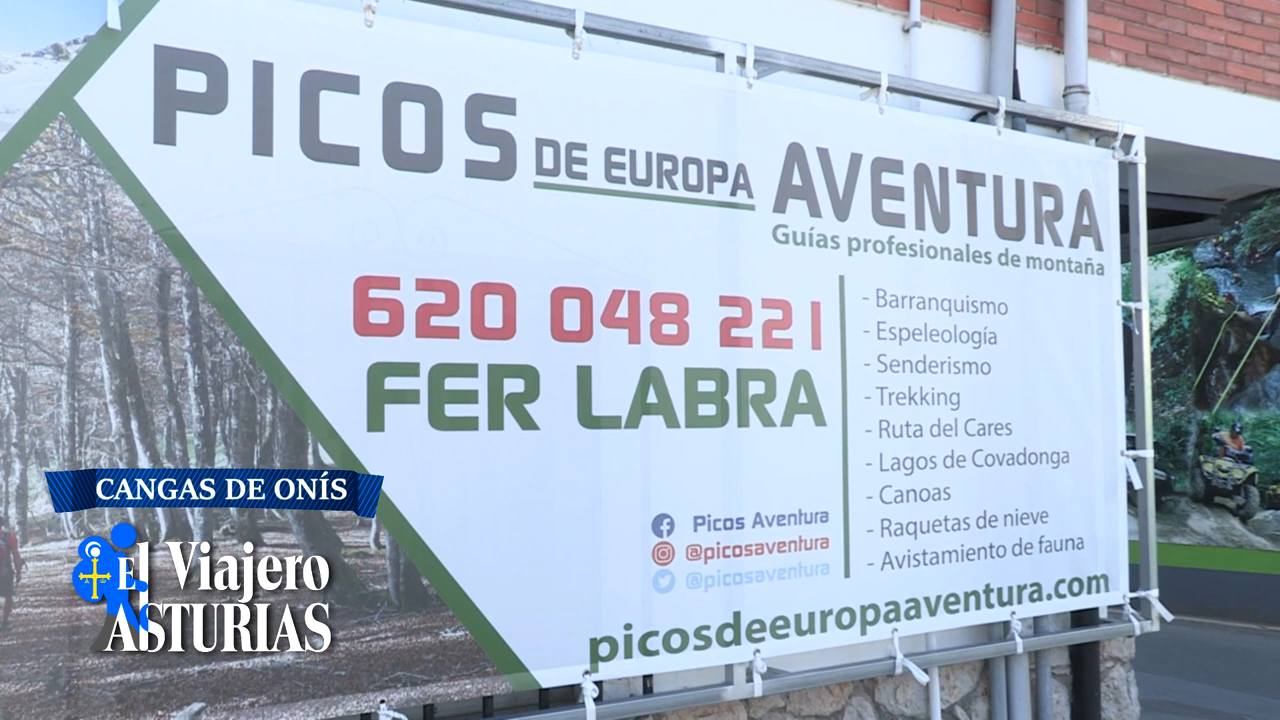 PICOS DE EUROPA AVENTURA
Guías profesionales de montaña
620 048 221
FER LABRA
- Barranquismo
- Espeleología
- Senderismo
- Trekking
- Ruta del Cares
- Lagos de Covadonga
- Canoas
- Raquetas de nieve
- Avistamiento de fauna
Picos Aventura
@picosaventura
@picosaventura
picosdeeuropaaventura.com
CANGAS DE ONÍS
El Viajero
ASTURIAS